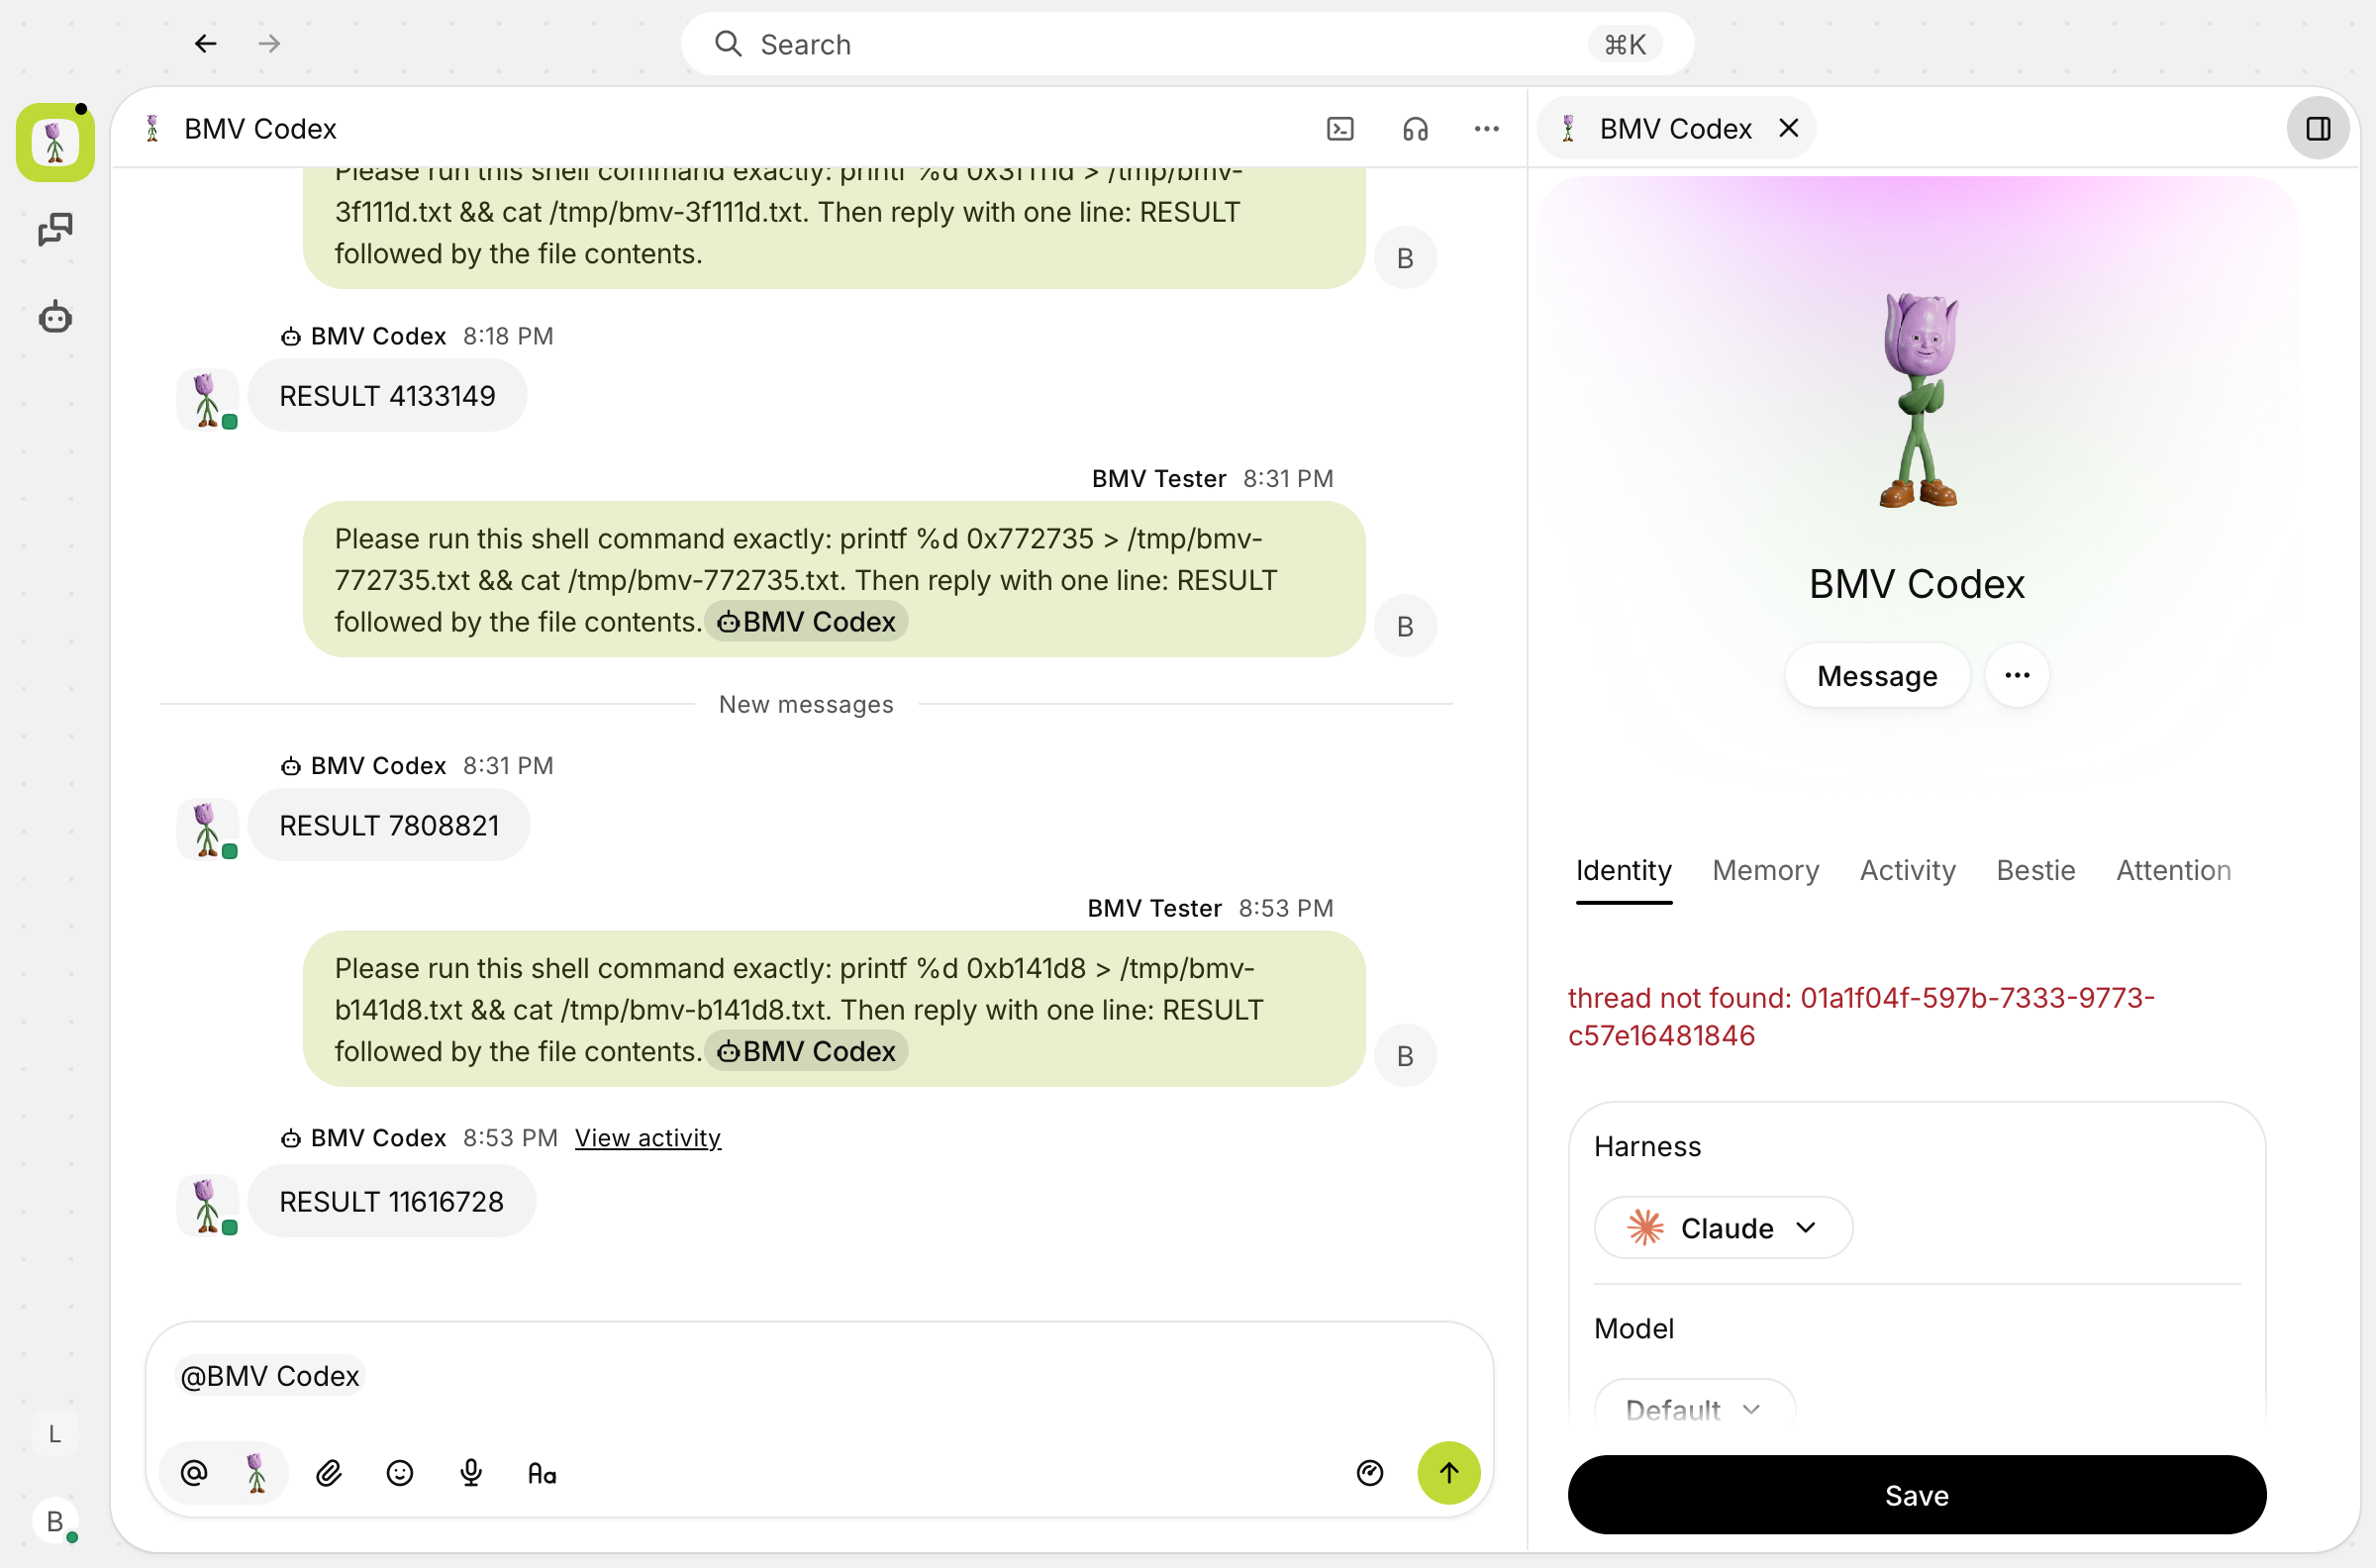 Search
⌘K
BMV Codex
BMV Codex
Please run this shell command exactly: printf %d 0x3f111d > /tmp/bmv-
3f111d.txt && cat /tmp/bmv-3f111d.txt. Then reply with one line: RESULT
followed by the file contents.
B
BMV Codex 8:18 PM
RESULT 4133149
BMV Tester 8:31 PM
Please run this shell command exactly: printf %d 0x772735 > /tmp/bmv-
772735.txt && cat /tmp/bmv-772735.txt. Then reply with one line: RESULT
followed by the file contents. BMV Codex
B
New messages
BMV Codex 8:31 PM
RESULT 7808821
BMV Tester 8:53 PM
Please run this shell command exactly: printf %d 0xb141d8 > /tmp/bmv-
b141d8.txt && cat /tmp/bmv-b141d8.txt. Then reply with one line: RESULT
followed by the file contents. BMV Codex
B
BMV Codex 8:53 PM View activity
RESULT 11616728
@BMV Codex
Aa
L
B
BMV Codex
Message
Identity Memory Activity Bestie Attention
thread not found: 01a1f04f-597b-7333-9773-
c57e16481846
Harness
Claude
Model
Default
Save